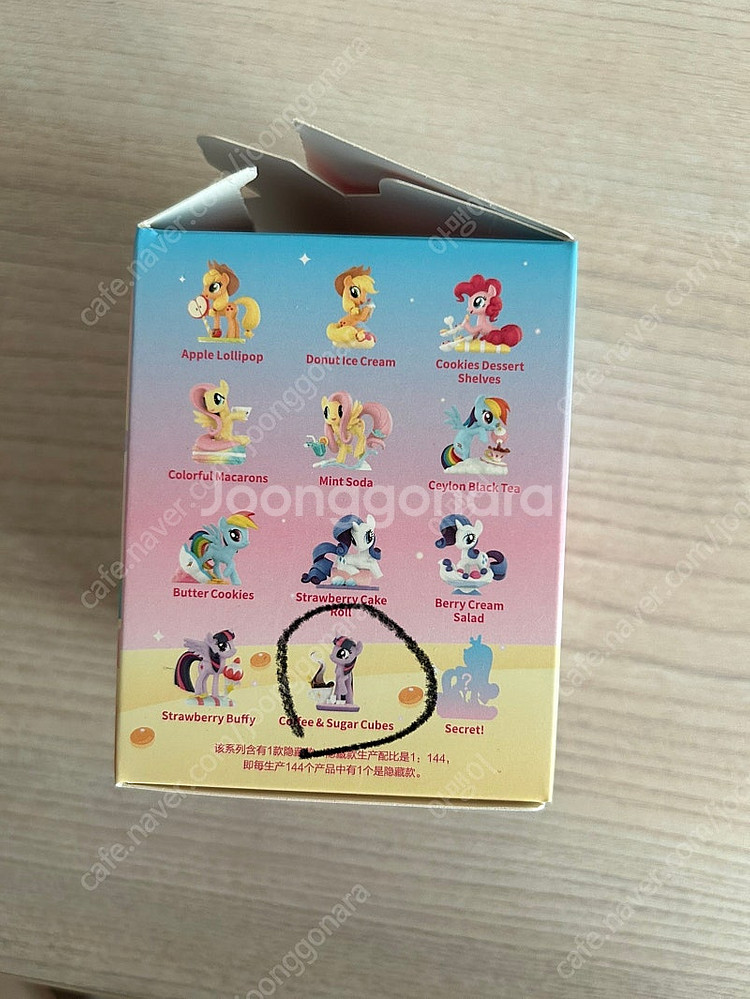 Apple Lollipop
Donut Ice Cream
Cookies Dessert
Shelves
Colorful Macarons
Mint Soda
Ceylon Black Tea
Joonggonara
Butter Cookies
Strawberry Cake
Roll
Berry Cream
Salad
Strawberry Buffy
Coffee & Sugar Cubes
?
Secret!
该系列含有1款隐藏款,隐藏款生产配比是1:144,
即每生产144个产品中有1个是隐藏款。
cafe.naver.com/joonggonara